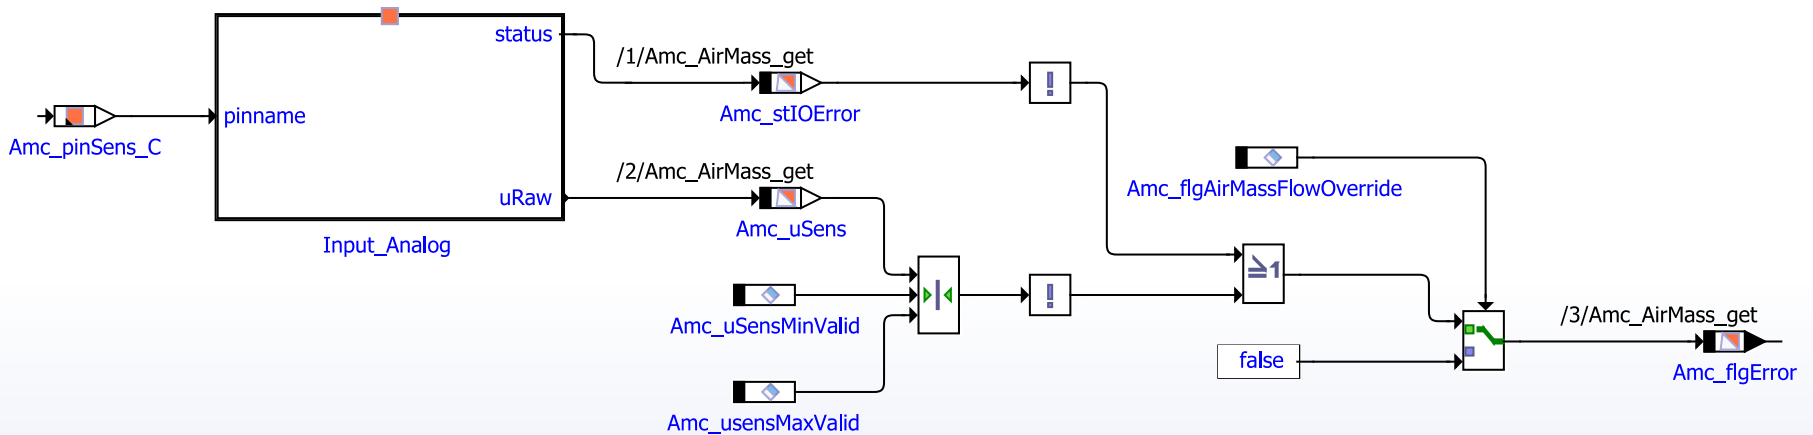 status
/1/Amc_AirMass_get
Amc_stIOError
!
pinname
Amc_pinSens_C
/2/Amc_AirMass_get
uRaw
Amc_uSens
Input_Analog
Amc_flgAirMassFlowOverride
≥1
!
Amc_uSensMinValid
/3/Amc_AirMass_get
false
Amc_flgError
Amc_usensMaxValid